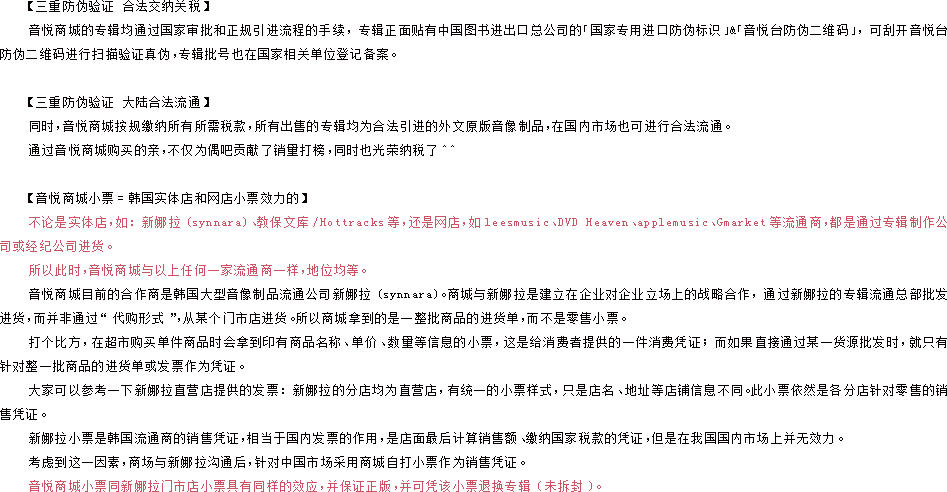 【三重防伪验证 合法交纳关税】
音悦商城的专辑均通过国家审批和正规引进流程的手续，专辑正面贴有中国图书进出口总公司的「国家专用进口防伪标识」&「音悦台防伪二维码」，可刮开音悦台
防伪二维码进行扫描验证真伪，专辑批号也在国家相关单位登记备案。
【三重防伪验证 大陆合法流通】
同时，音悦商城按规缴纳所有所需税款，所有出售的专辑均为合法引进的外文原版音像制品，在国内市场也可进行合法流通。
通过音悦商城购买的亲，不仅为偶吧贡献了销量打榜，同时也光荣纳税了^^
【音悦商城小票=韩国实体店和网店小票效力的】
不论是实体店，如：新娜拉(synnara)、教保文库/Hottracks等，还是网店，如leesmusic、DVD Heaven、applemusic、Gmarket等流通商，都是通过专辑制作公
司或经纪公司进货。
所以此时，音悦商城与以上任何一家流通商一样，地位均等。
音悦商城目前的合作商是韩国大型音像制品流通公司新娜拉(synnara)。商城与新娜拉是建立在企业对企业立场上的战略合作，通过新娜拉的专辑流通总部批发
进货，而并非通过“代购形式”，从某个门市店进货。所以商城拿到的是一整批商品的进货单，而不是零售小票。
打个比方，在超市购买单件商品时会拿到印有商品名称、单价、数量等信息的小票，这是给消费者提供的一件消费凭证；而如果直接通过某一货源批发时，就只有
针对整一批商品的进货单或发票作为凭证。
大家可以参考一下新娜拉直营店提供的发票：新娜拉的分店均为直营店，有统一的小票样式，只是店名、地址等店铺信息不同。此小票依然是各分店针对零售的销
售凭证。
新娜拉小票是韩国流通商的销售凭证，相当于国内发票的作用，是店面最后计算销售额、缴纳国家税款的凭证，但是在我国国内市场上并无效力。
考虑到这一因素，商场与新娜拉沟通后，针对中国市场采用商城自打小票作为销售凭证。
音悦商城小票同新娜拉门市店小票具有同样的效应，并保证正版，并可凭该小票退换专辑（未拆封）。